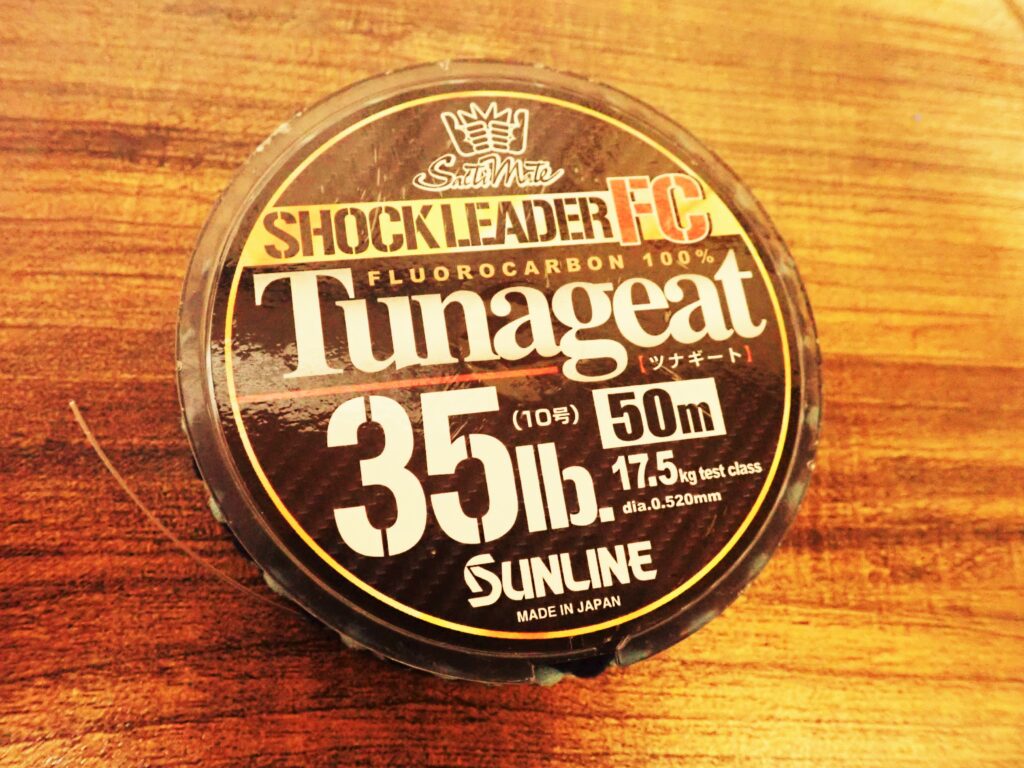 SaltiMate
SHOCK LEADER FC
FLUOROCARBON 100%
Tunageat
[ツナギート]
35lb.
(10号)
50m
17.5kg test class
dia.0.520mm
SUNLINE
MADE IN JAPAN